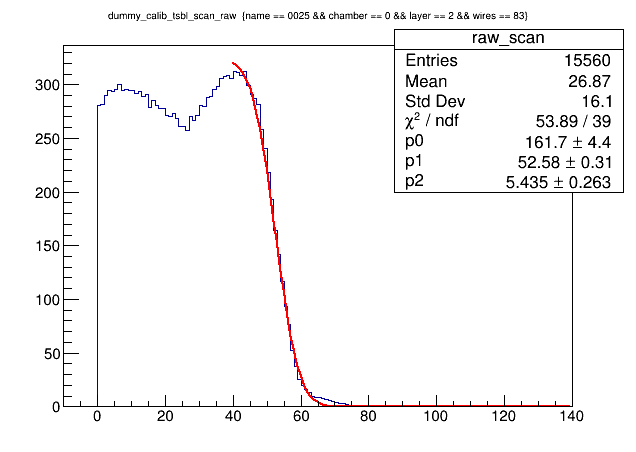 dummy_calib_tsbl_scan_raw {name == 0025 && chamber == 0 && layer == 2 && wires == 83}
raw_scan
Entries 15560
Mean 26.87
Std Dev 16.1
χ² / ndf 53.89 / 39
p0 161.7 ± 4.4
p1 52.58 ± 0.31
p2 5.435 ± 0.263
300
250
200
150
100
50
0
0 20 40 60 80 100 120 140